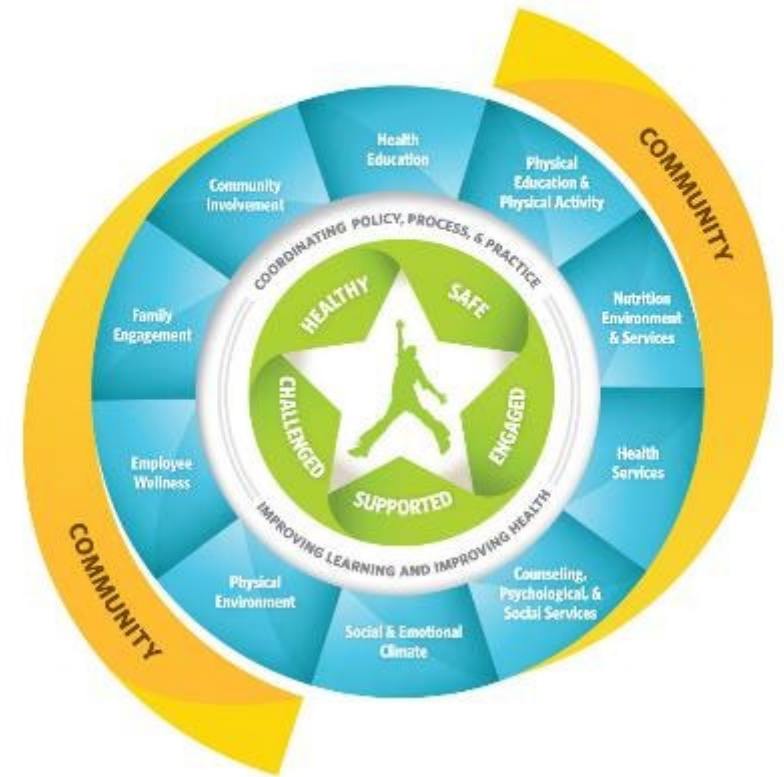 COMMUNITY
Health
Education
Physical
Education &
Physical Activity
Nutrition
Environment
& Services
Health
Services
Counseling,
Psychological, &
Social Services
Social & Emotional
Climate
Physical
Environment
Employee
Wellness
Family
Engagement
Community
Involvement
COORDINATING POLICY, PROCESS, & PRACTICE
IMPROVING LEARNING AND IMPROVING HEALTH
HEALTHY
SAFE
ENGAGED
SUPPORTED
CHALLENGED
COMMUNITY